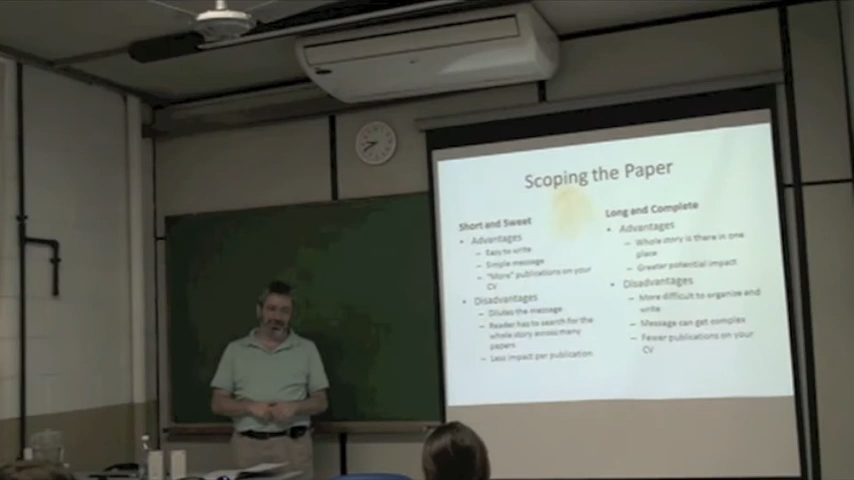 Scoping the Paper
Short and Sweet
• Advantages
– Easy to write
– Simple message
– "More" publications on your
CV
• Disadvantages
– Dilutes the message
– Reader has to search for the
whole story across many
papers
– Less impact per publication
Long and Complete
• Advantages
– Whole story is there in one
place
– Greater potential impact
• Disadvantages
– More difficult to organize and
write
– Message can get complex
– Fewer publications on your
CV